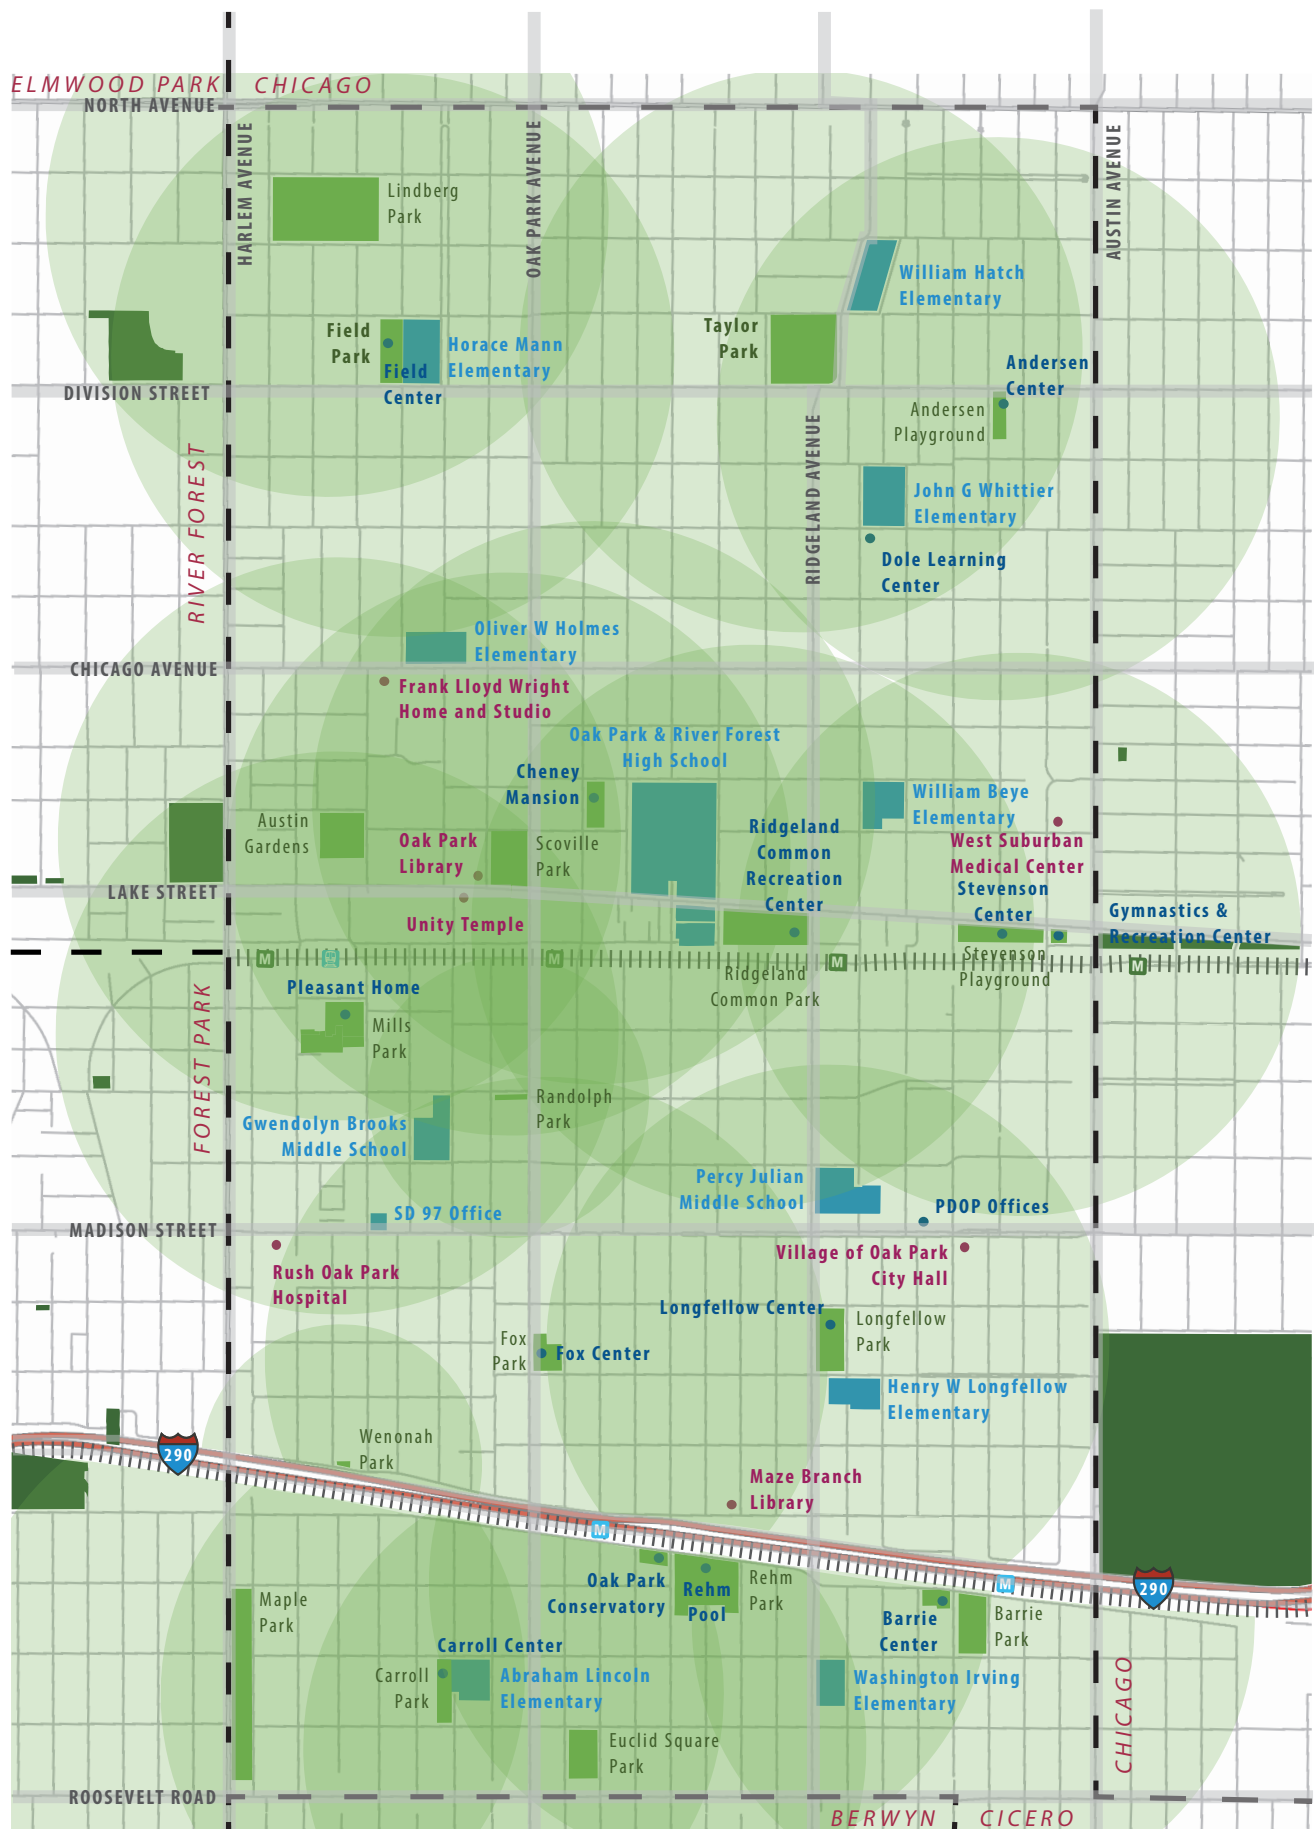 ELMWOOD PARK
CHICAGO
NORTH AVENUE
HARLEM AVENUE
OAK PARK AVENUE
AUSTIN AVENUE
Lindberg
Park
William Hatch
Elementary
Field
Park
Horace Mann
Elementary
Field
Center
Taylor
Park
Andersen
Center
DIVISION STREET
Andersen
Playground
RIDGELAND AVENUE
RIVER FOREST
John G Whittier
Elementary
Dole Learning
Center
Oliver W Holmes
Elementary
CHICAGO AVENUE
Frank Lloyd Wright
Home and Studio
Oak Park & River Forest
High School
Cheney
Mansion
William Beye
Elementary
Austin
Gardens
Oak Park
Library
Scoville
Park
Ridgeland
Common
Recreation
Center
West Suburban
Medical Center
Stevenson
Center
LAKE STREET
Unity Temple
Gymnastics &
Recreation Center
M
M
M
M
Stevenson
Playground
Ridgeland
Common Park
Pleasant Home
Mills
Park
FOREST PARK
Randolph
Park
Gwendolyn Brooks
Middle School
Percy Julian
Middle School
SD 97 Office
PDOP Offices
MADISON STREET
Rush Oak Park
Hospital
Village of Oak Park
City Hall
Longfellow Center
Longfellow
Park
Fox
Park
Fox Center
Henry W Longfellow
Elementary
Wenonah
Park
290
Maze Branch
Library
M
M
290
Oak Park
Conservatory
Rehm
Pool
Rehm
Park
Maple
Park
Barrie
Center
Barrie
Park
Carroll Center
Carroll
Park
Abraham Lincoln
Elementary
Washington Irving
Elementary
CHICAGO
Euclid Square
Park
ROOSEVELT ROAD
BERWYN
CICERO